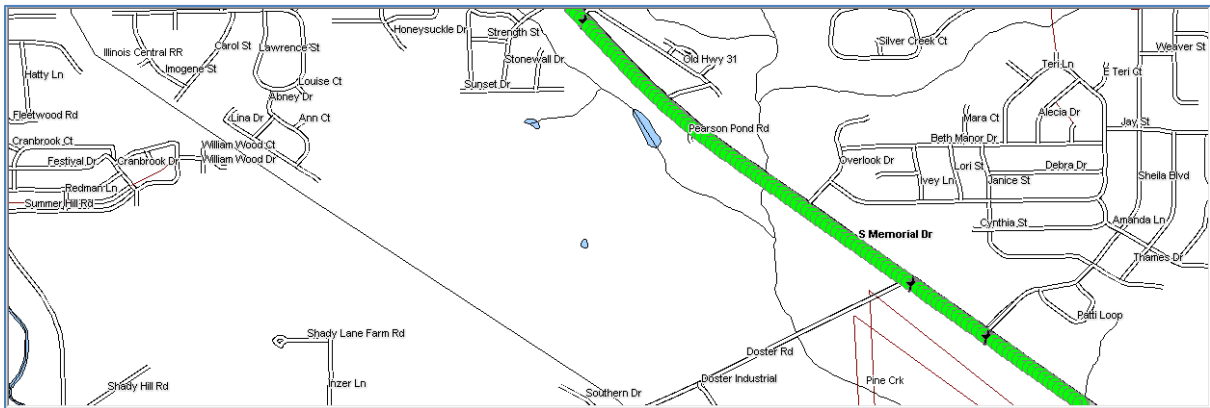 Honeysuckle Dr
Strength St
Illinois Central RR
Carol St
Lawrence St
Silver Creek Ct
Weaver St
Old Hwy 31
Stonewall Dr
Teri Ln
E Teri Ct
Hatty Ln
Imogene St
Louise Ct
Sunset Dr
Abney Dr
Fleetwood Rd
Lina Dr
Ann Ct
Mara Ct
Alecia Dr
Jay St
Pearson Pond Rd
Beth Manor Dr
Cranbrook Ct
William Wood Ct
William Wood Dr
Festival Dr
Cranbrook Dr
Overlook Dr
Lori St
Debra Dr
Ivey Ln
Janice St
Sheila Blvd
Redman Ln
Summer Hill Rd
Cynthia St
Amanda Ln
S Memorial Dr
Thames Dr
Patti Loop
Shady Lane Farm Rd
Doster Rd
Shady Hill Rd
Inzer Ln
Southern Dr
Doster Industrial
Pine Crk